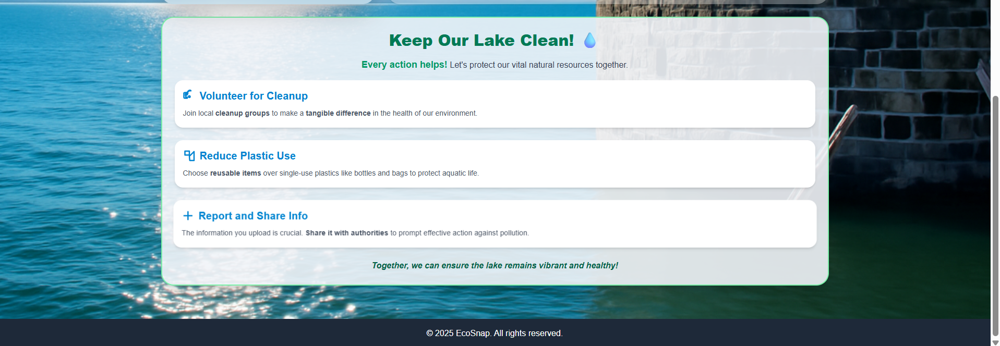 Keep Our Lake Clean! 💧
Every action helps! Let's protect our vital natural resources together.
Volunteer for Cleanup
Join local cleanup groups to make a tangible difference in the health of our environment.
Reduce Plastic Use
Choose reusable items over single-use plastics like bottles and bags to protect aquatic life.
Report and Share Info
The information you upload is crucial. Share it with authorities to prompt effective action against pollution.
Together, we can ensure the lake remains vibrant and healthy!
© 2025 EcoSnap. All rights reserved.